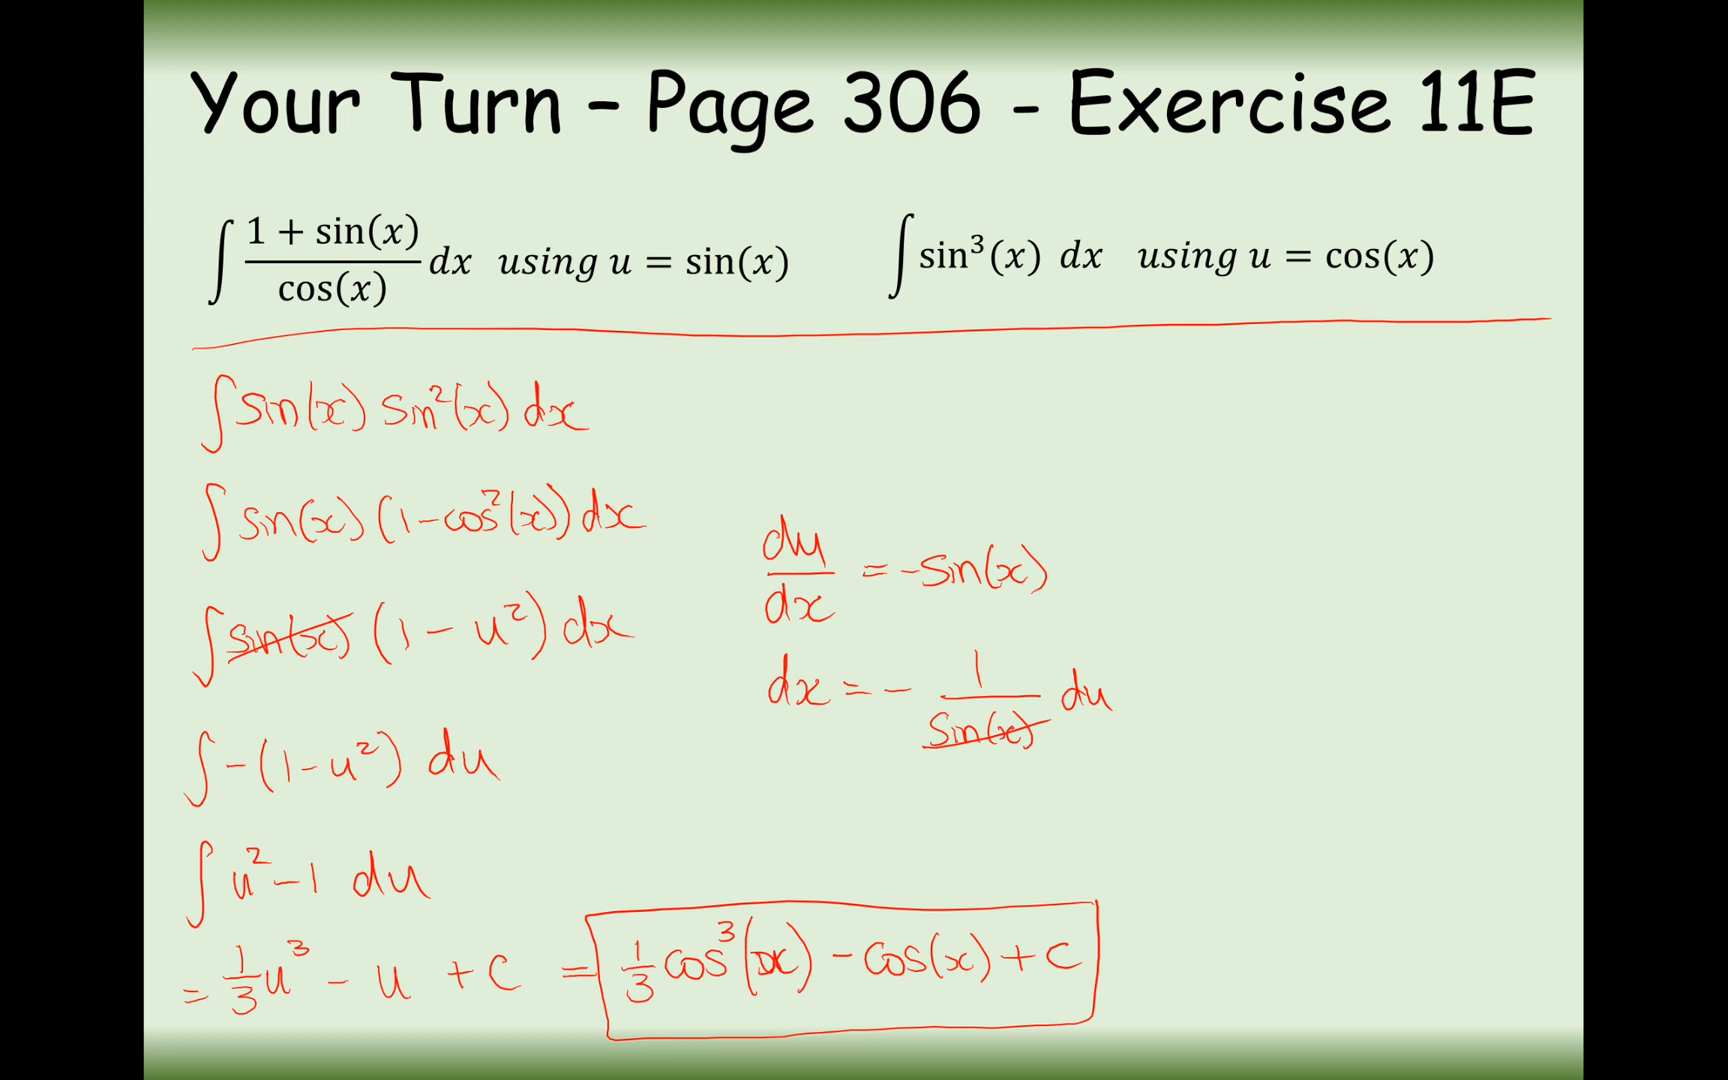 Your Turn – Page 306 - Exercise 11E
∫ (1 + sin(x))/cos(x) dx using u = sin(x)
∫ sin³(x) dx using u = cos(x)
∫ sin(x) sin²(x) dx
∫ sin(x) (1 - cos²(x)) dx
∫ sin(x) (1 - u²) dx
∫ -(1 - u²) du
∫ u² - 1 du
= 1/3 u³ - u + c = 1/3 cos³(x) - cos(x) + c
du/dx = -sin(x)
dx = - 1/sin(x) du